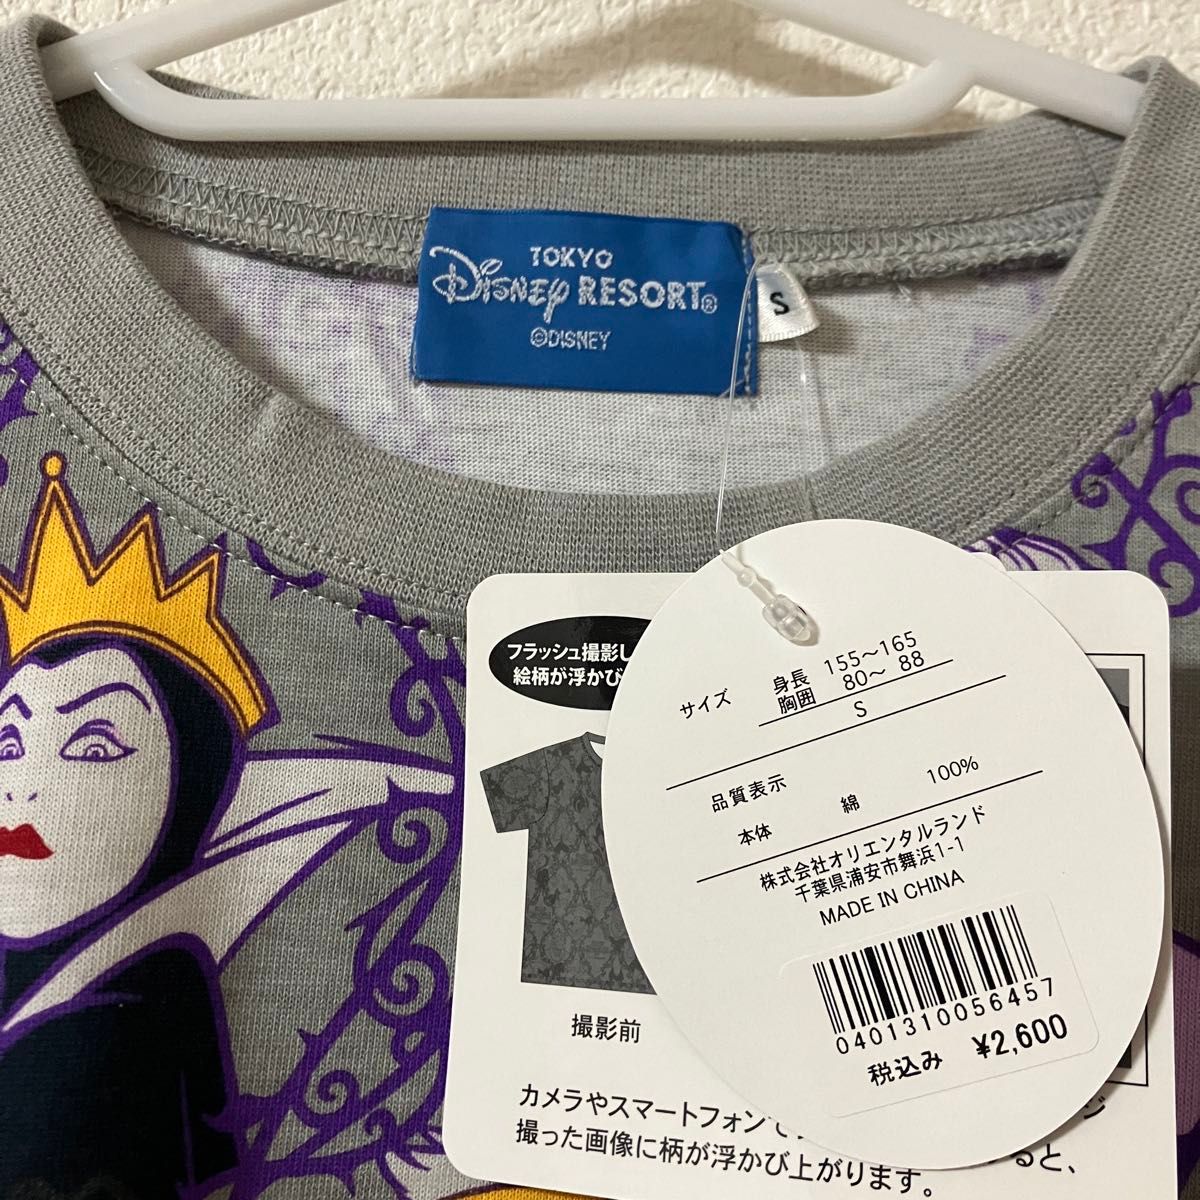 TOKYO
Disney RESORT®
©DISNEY
S
フラッシュ撮影し
絵柄が浮かび
撮影前
カメラやスマートフォンで
撮った画像に柄が浮かび上がります。
ると、
サイズ 身長 155～165
胸囲 80～ 88
S
品質表示
本体 綿 100%
株式会社オリエンタルランド
千葉県浦安市舞浜1-1
MADE IN CHINA
0401310056457
税込み ¥2,600